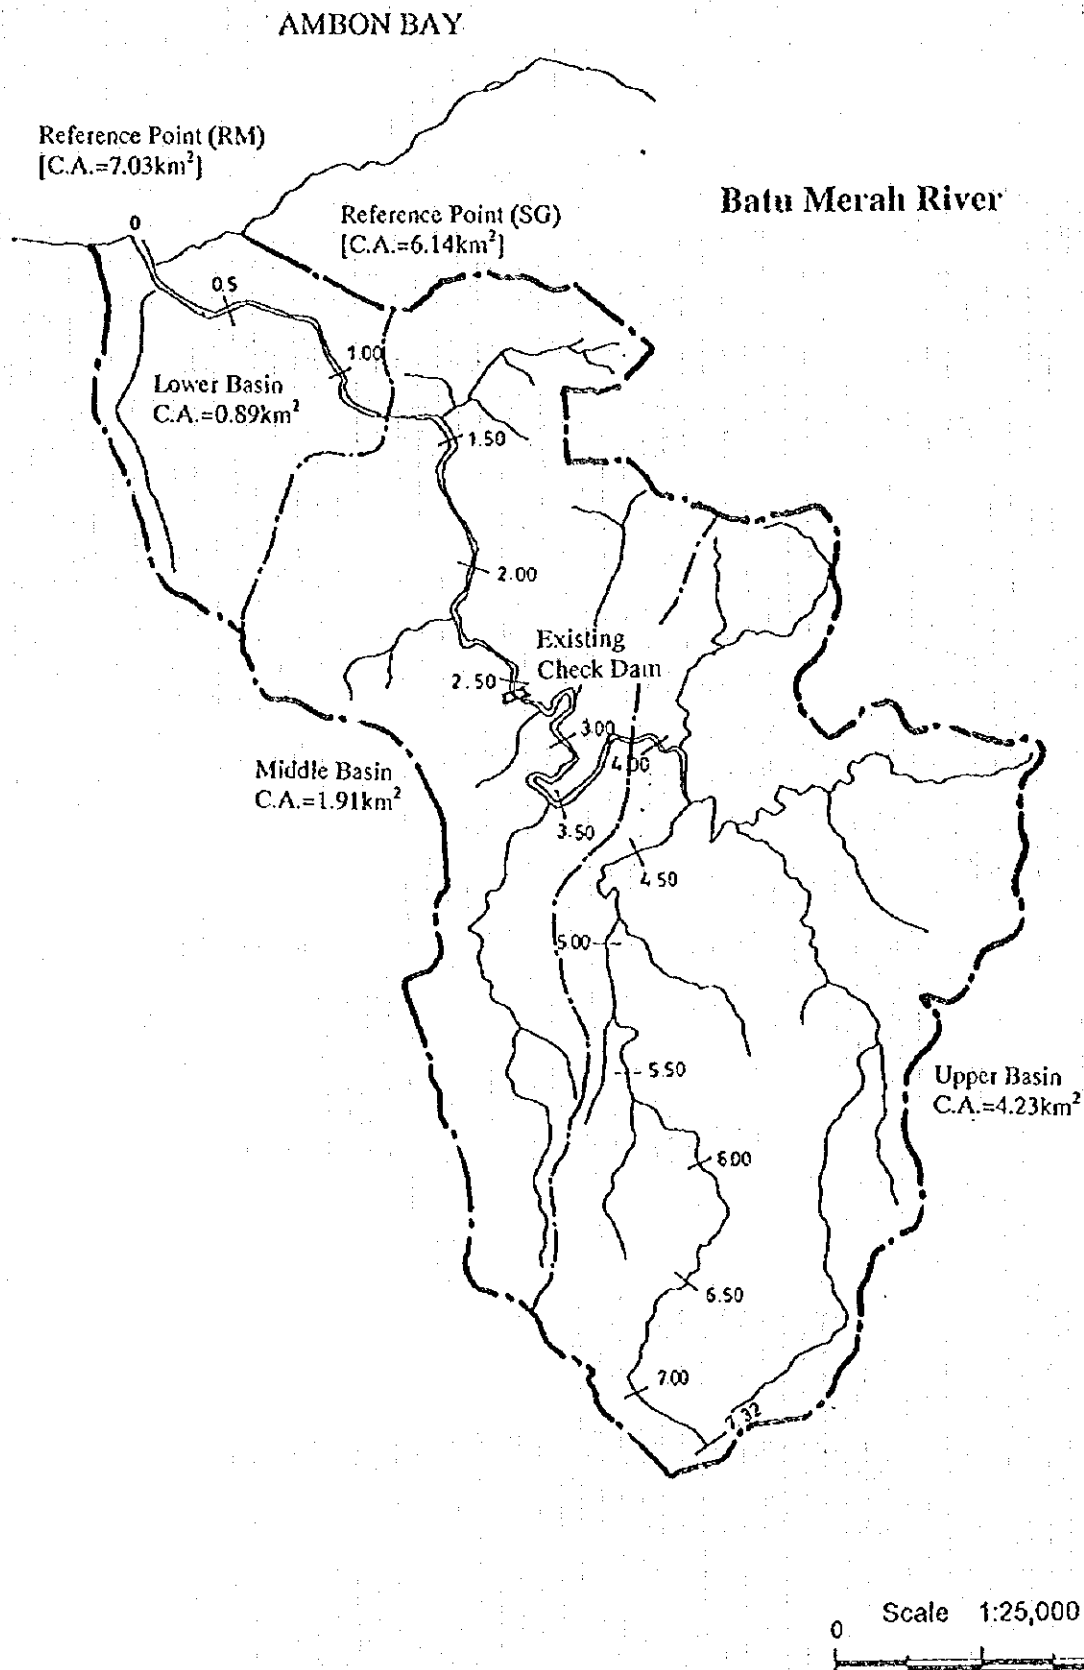 AMBON BAY
Reference Point (RM)
[C.A.=7.03km²]
Reference Point (SG)
[C.A.=6.14km²]
Batu Merah River
0
0.5
1.00
Lower Basin
C.A.=0.89km²
1.50
2.00
Existing
Check Dam
2.50
3.00
4.00
Middle Basin
C.A.=1.91km²
3.50
4.50
5.00
5.50
Upper Basin
C.A.=4.23km²
6.00
6.50
7.00
7.32
Scale 1:25,000
0